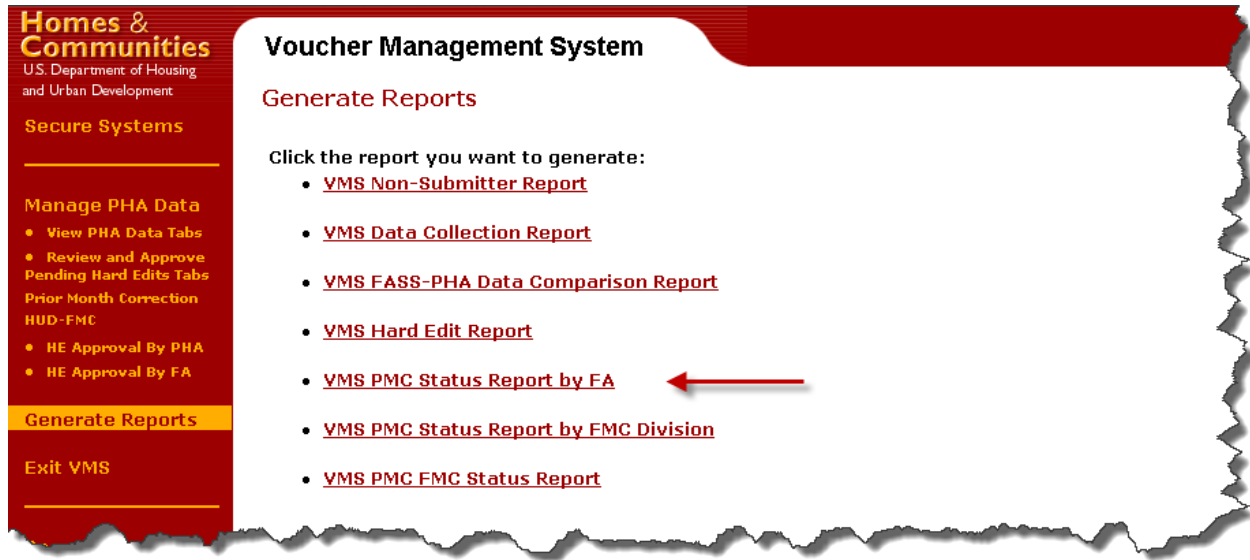 Homes &
Communities
U.S. Department of Housing
and Urban Development
Secure Systems
Manage PHA Data
• View PHA Data Tabs
• Review and Approve
Pending Hard Edits Tabs
Prior Month Correction
HUD-FMC
• HE Approval By PHA
• HE Approval By FA
Generate Reports
Exit VMS
Voucher Management System
Generate Reports
Click the report you want to generate:
• VMS Non-Submitter Report
• VMS Data Collection Report
• VMS FASS-PHA Data Comparison Report
• VMS Hard Edit Report
• VMS PMC Status Report by FA
• VMS PMC Status Report by FMC Division
• VMS PMC FMC Status Report